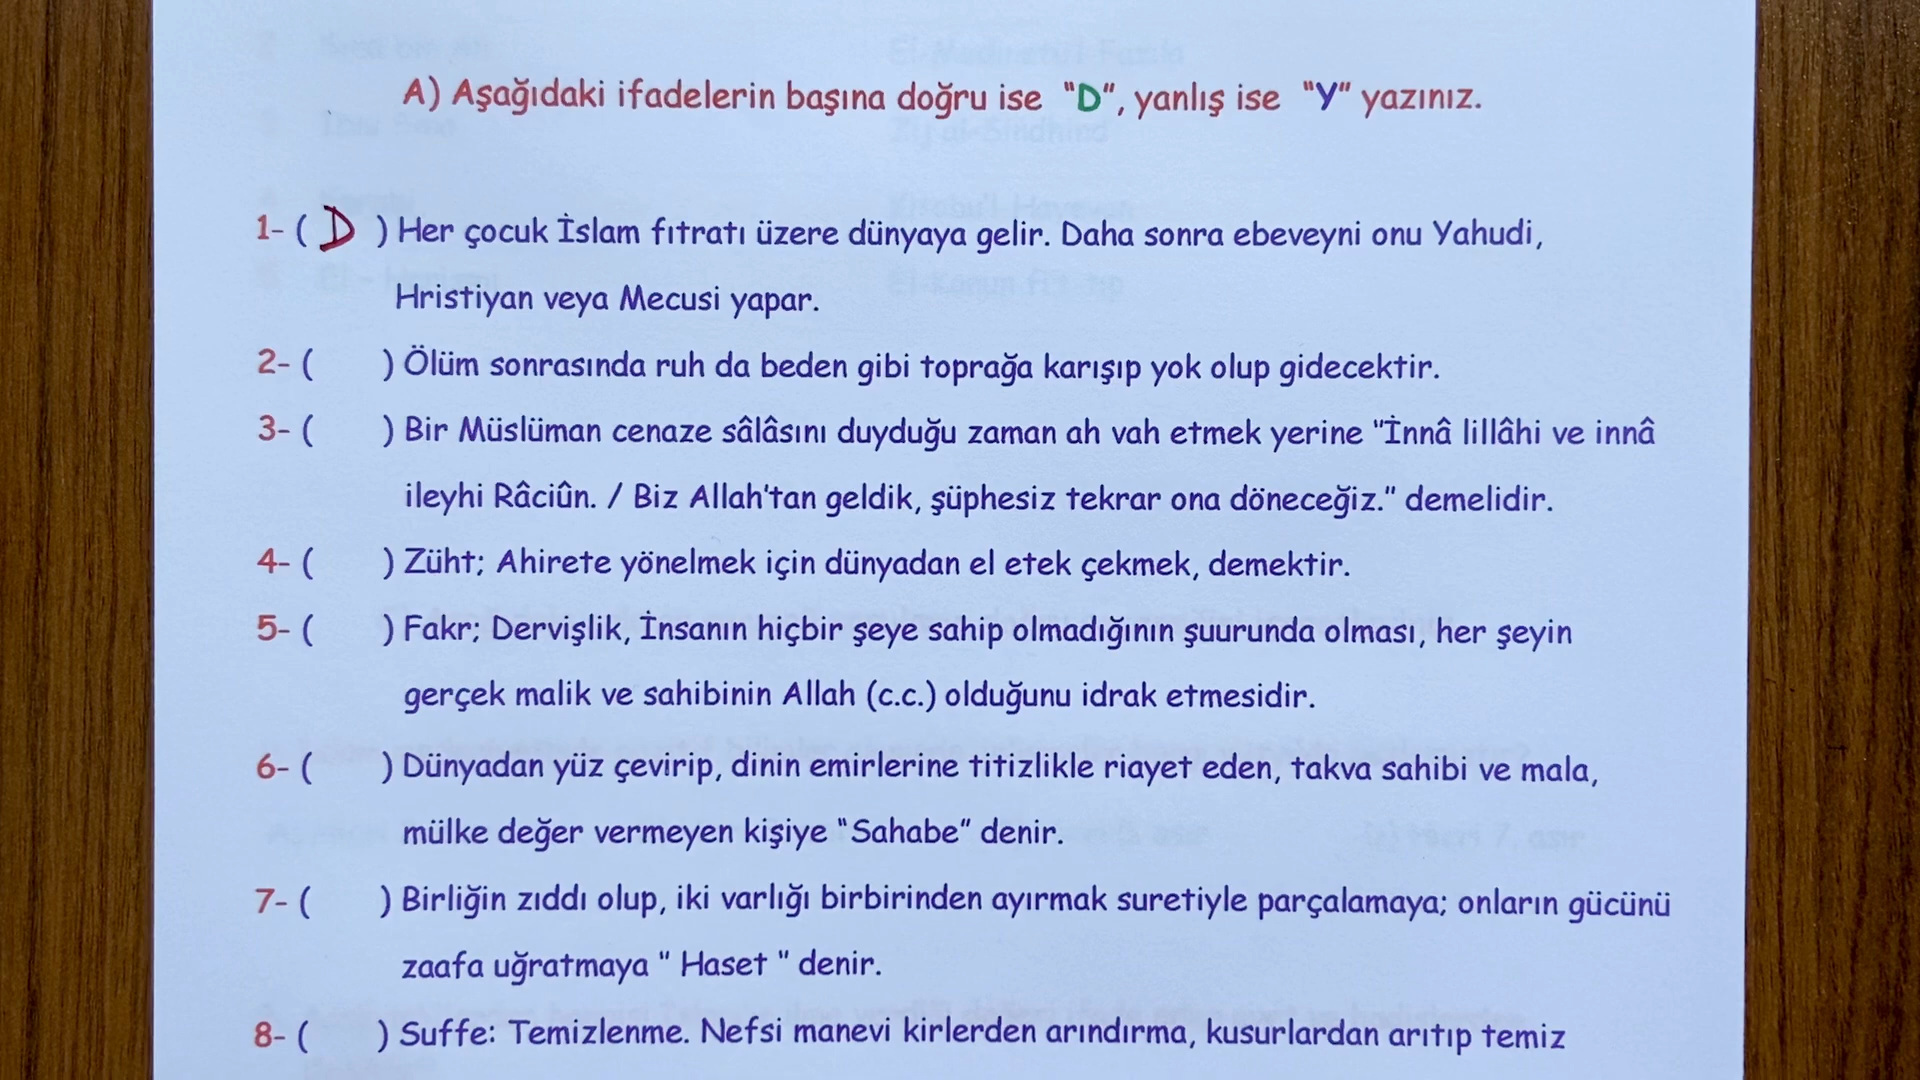 A) Aşağıdaki ifadelerin başına doğru ise "D", yanlış ise "Y" yazınız.
1- ( D ) Her çocuk İslam fıtratı üzere dünyaya gelir. Daha sonra ebeveyni onu Yahudi,
Hristiyan veya Mecusi yapar.
2- ( ) Ölüm sonrasında ruh da beden gibi toprağa karışıp yok olup gidecektir.
3- ( ) Bir Müslüman cenaze sâlâsını duyduğu zaman ah vah etmek yerine "İnnâ lillâhi ve innâ
ileyhi Râciûn. / Biz Allah'tan geldik, şüphesiz tekrar ona döneceğiz." demelidir.
4- ( ) Züht; Ahirete yönelmek için dünyadan el etek çekmek, demektir.
5- ( ) Fakr; Dervişlik, İnsanın hiçbir şeye sahip olmadığının şuurunda olması, her şeyin
gerçek malik ve sahibinin Allah (c.c.) olduğunu idrak etmesidir.
6- ( ) Dünyadan yüz çevirip, dinin emirlerine titizlikle riayet eden, takva sahibi ve mala,
mülke değer vermeyen kişiye "Sahabe" denir.
7- ( ) Birliğin zıddı olup, iki varlığı birbirinden ayırmak suretiyle parçalamaya; onların gücünü
zaafa uğratmaya " Haset " denir.
8- ( ) Suffe: Temizlenme. Nefsi manevi kirlerden arındırma, kusurlardan arıtıp temiz